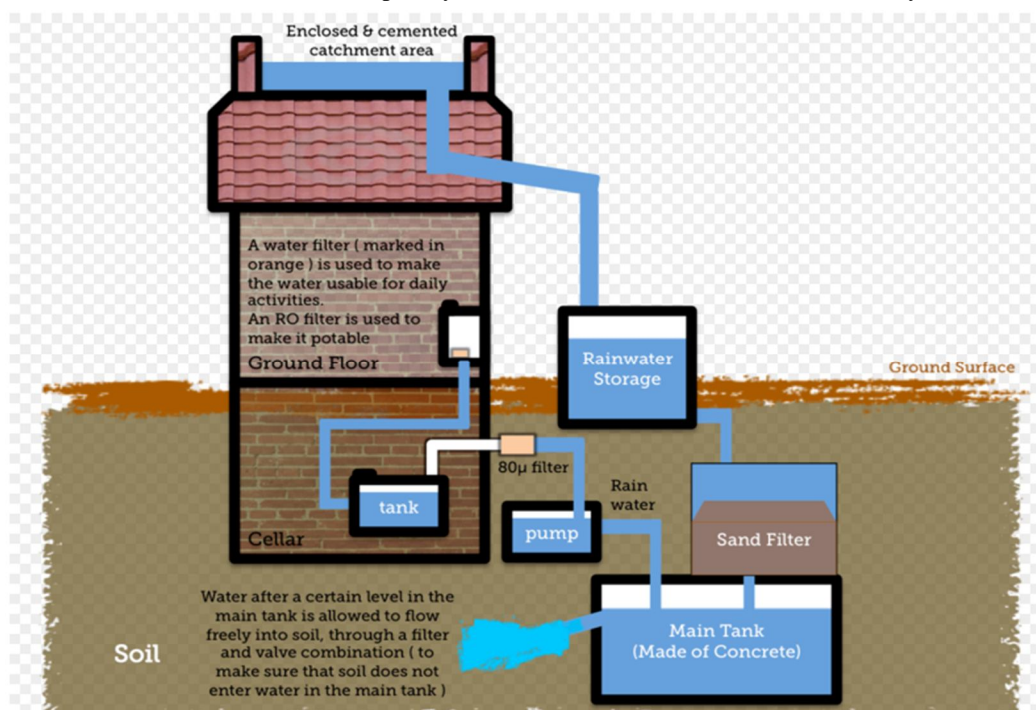 Enclosed & cemented
catchment area
A water filter ( marked in
orange ) is used to make
the water usable for daily
activities.
An RO filter is used to
make it potable
Ground Floor
Rainwater
Storage
Ground Surface
80µ filter
Rain
water
tank
pump
Sand Filter
Cellar
Water after a certain level in the
main tank is allowed to flow
freely into soil, through a filter
and valve combination ( to
make sure that soil does not
enter water in the main tank )
Main Tank
(Made of Concrete)
Soil